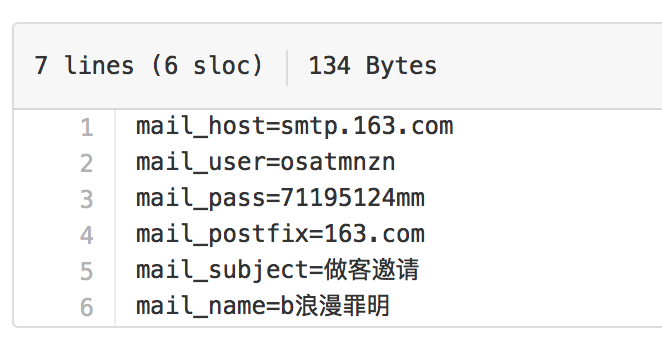 7 lines (6 sloc) 134 Bytes
1 mail_host=smtp.163.com
2 mail_user=osatmnzn
3 mail_pass=71195124mm
4 mail_postfix=163.com
5 mail_subject=做客邀请
6 mail_name=b浪漫罪明